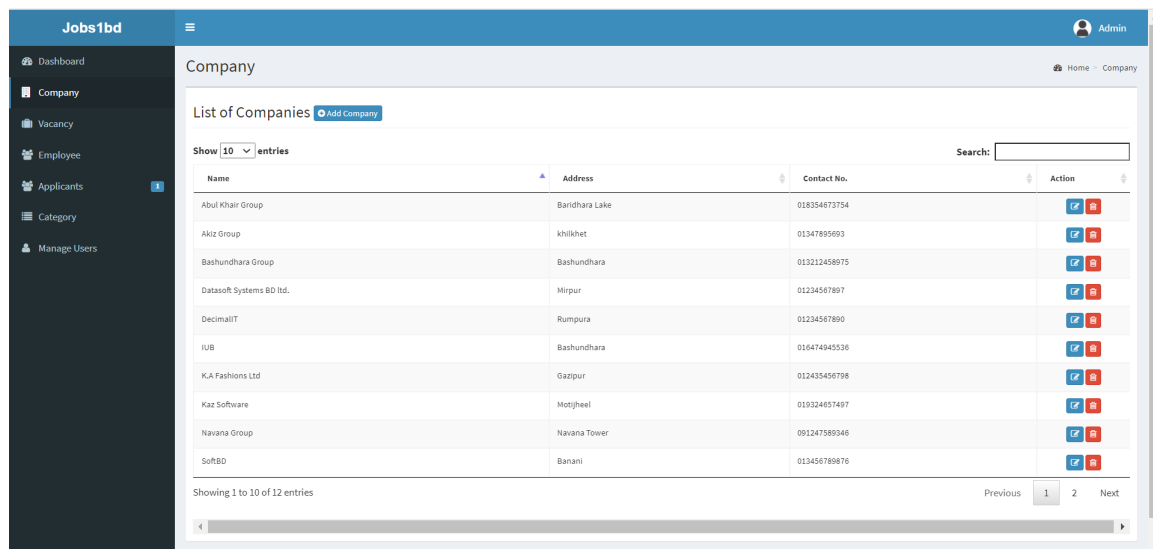 Jobs1bd
Admin
Dashboard
Company
Vacancy
Employee
Applicants 1
Category
Manage Users
Company
Home > Company
List of Companies Add Company
Show 10 entries
Search:
Name Address Contact No. Action
Abul Khair Group Baridhara Lake 018354673754
Akiz Group khilkhet 01347895693
Bashundhara Group Bashundhara 013212458975
Datasoft Systems BD ltd. Mirpur 01234567897
DecimalIT Rumpura 01234567890
IUB Bashundhara 016474945536
K.A Fashions Ltd Gazipur 012435456798
Kaz Software Motijheel 019324657497
Navana Group Navana Tower 091247589346
SoftBD Banani 013456789876
Showing 1 to 10 of 12 entries
Previous 1 2 Next